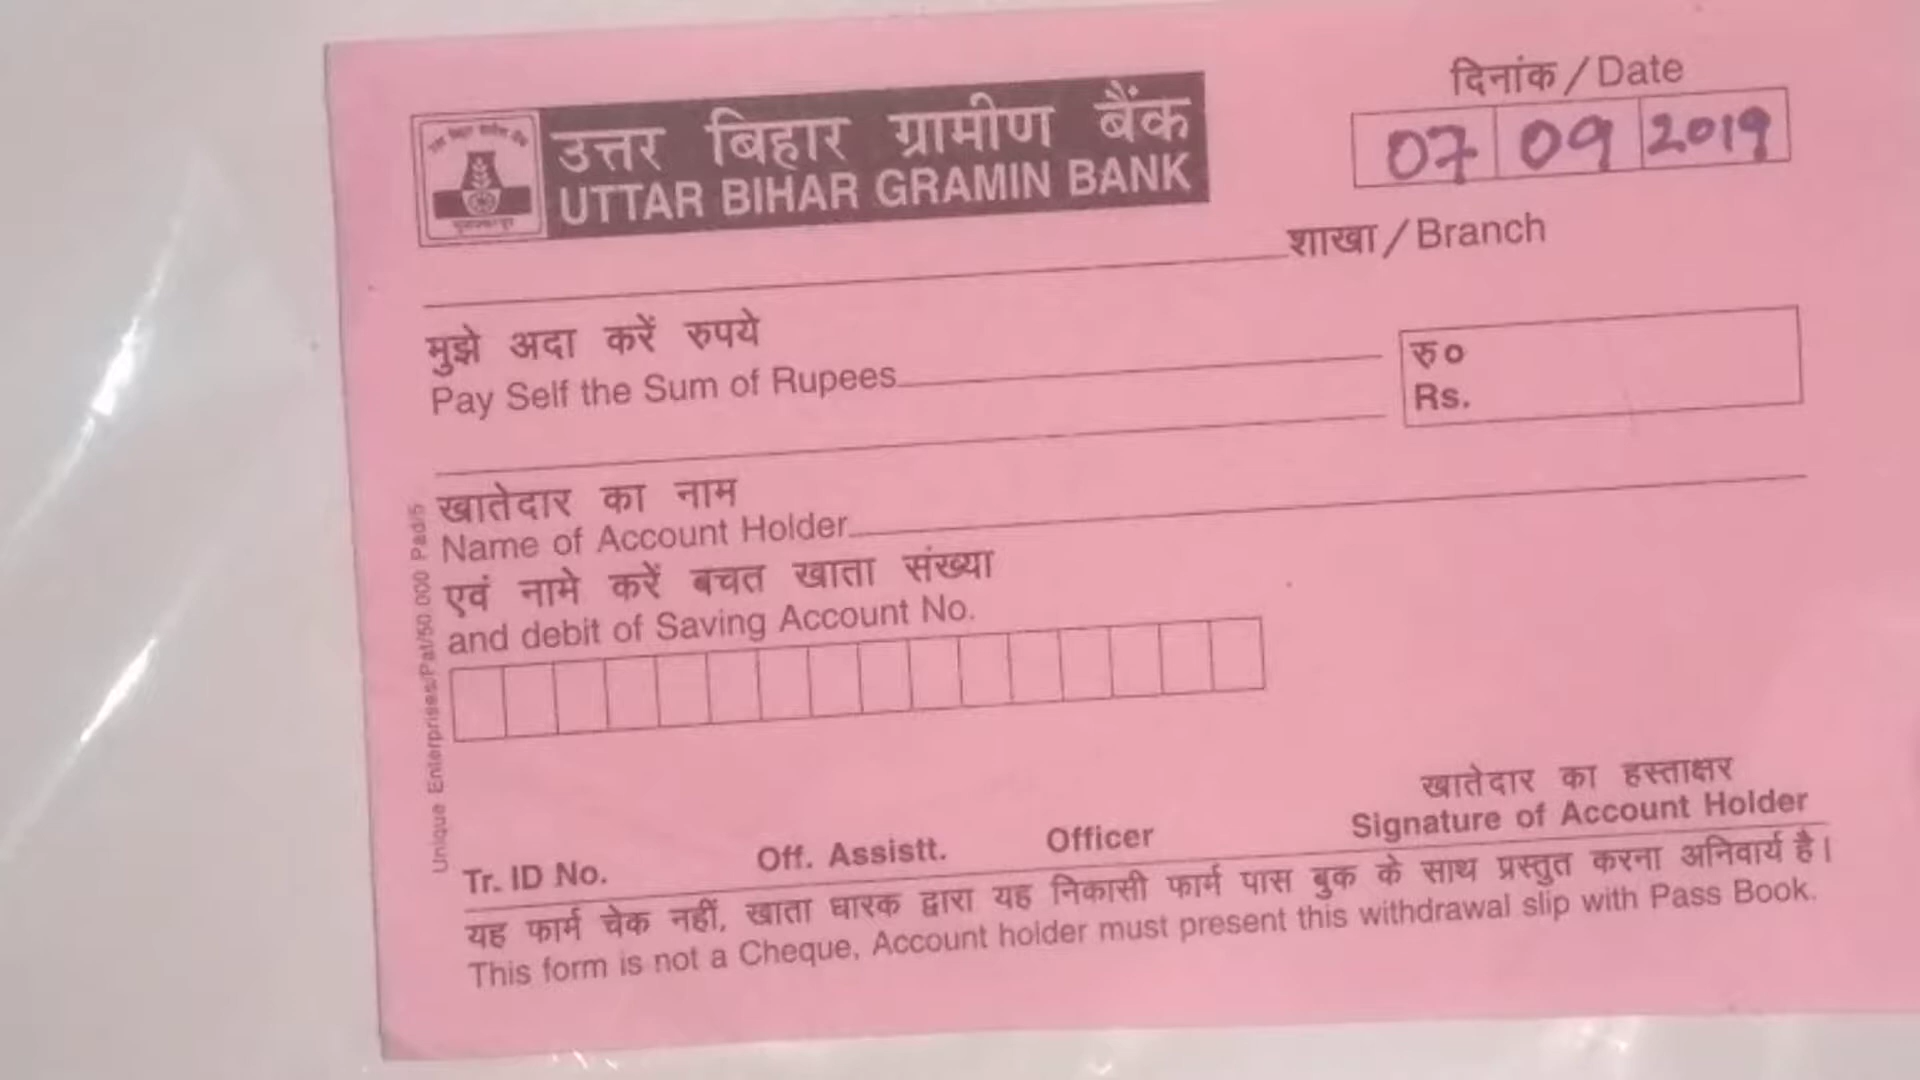 दिनांक / Date
07 09 2019
उत्तर बिहार ग्रामीण बैंक
UTTAR BIHAR GRAMIN BANK
शाखा / Branch
मुझे अदा करें रुपये
Pay Self the Sum of Rupees
रु०
Rs.
खातेदार का नाम
Name of Account Holder
एवं नामे करें बचत खाता संख्या
and debit of Saving Account No.
खातेदार का हस्ताक्षर
Tr. ID No. Off. Assistt. Officer Signature of Account Holder
यह फार्म चेक नहीं, खाता धारक द्वारा यह निकासी फार्म पास बुक के साथ प्रस्तुत करना अनिवार्य है।
This form is not a Cheque, Account holder must present this withdrawal slip with Pass Book.
Unique Enterprises/Pat/50 000 Pad/5